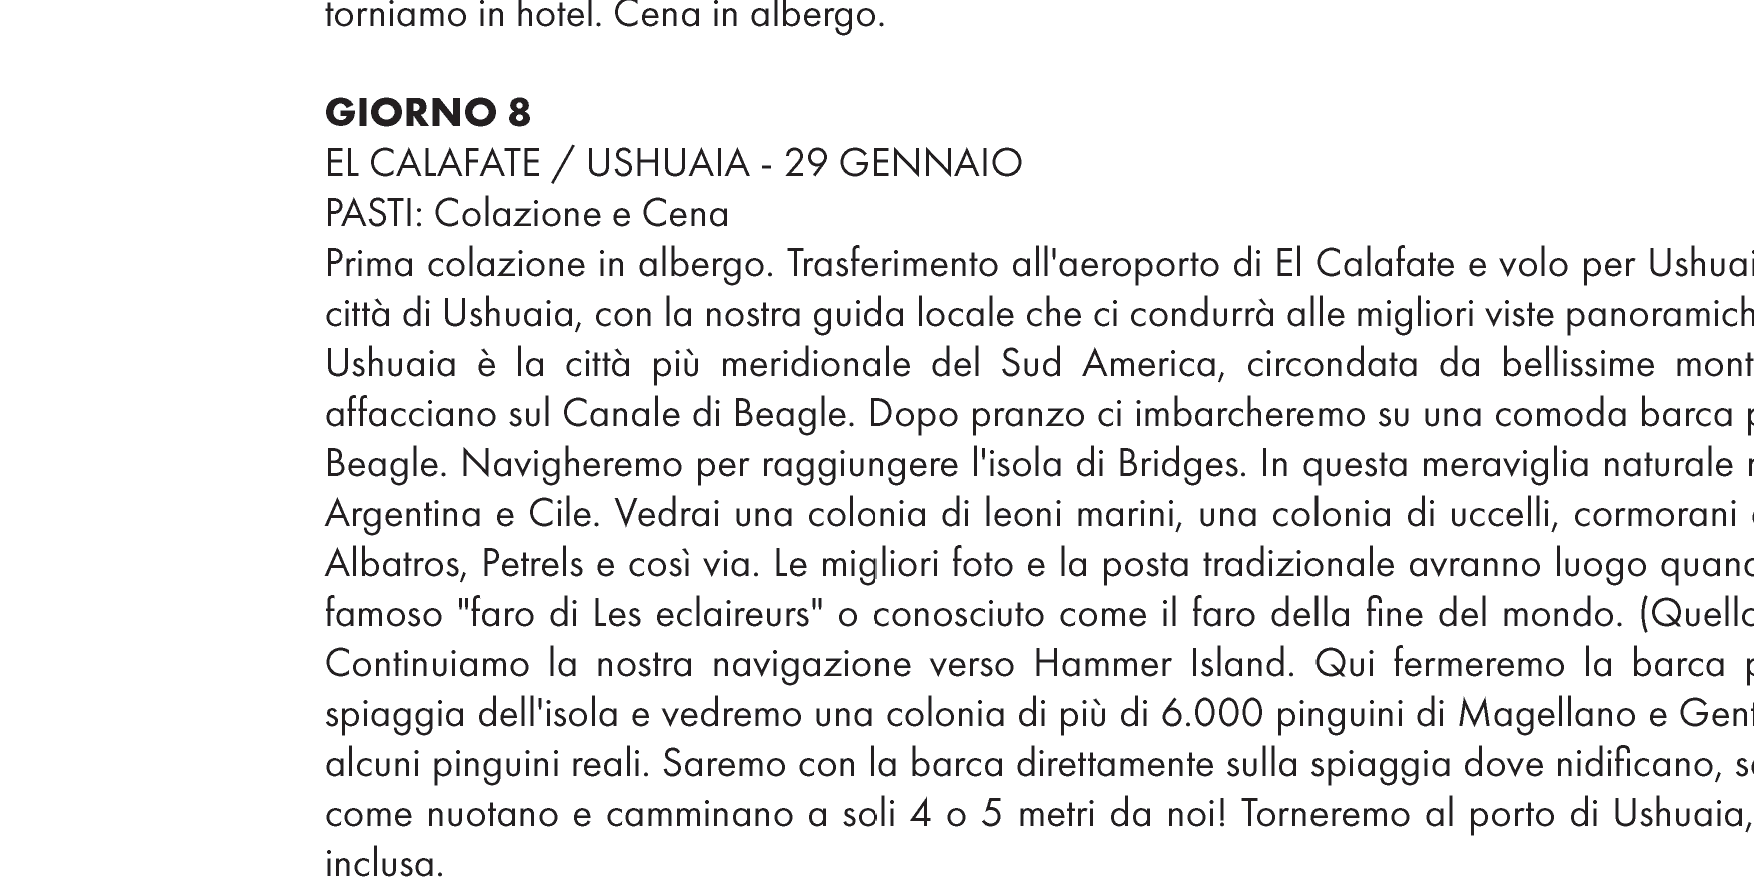 torniamo in hotel. Cena in albergo.
GIORNO 8
EL CALAFATE / USHUAIA - 29 GENNAIO
PASTI: Colazione e Cena
Prima colazione in albergo. Trasferimento all'aeroporto di El Calafate e volo per
città di Ushuaia, con la nostra guida locale che ci condurrà alle migliori viste
Ushuaia è la città più meridionale del Sud America, circondata da bellissime
affacciano sul Canale di Beagle. Dopo pranzo ci imbarcheremo su una comoda barca
Beagle. Navigheremo per raggiungere l'isola di Bridges. In questa meraviglia naturale
Argentina e Cile. Vedrai una colonia di leoni marini, una colonia di uccelli, cormorani
Albatros, Petrels e così via. Le migliori foto e la posta tradizionale avranno luogo
famoso "faro di Les eclaireurs" o conosciuto come il faro della fine del mondo.
Continuiamo la nostra navigazione verso Hammer Island. Qui fermeremo la barca
spiaggia dell'isola e vedremo una colonia di più di 6.000 pinguini di Magellano e
alcuni pinguini reali. Saremo con la barca direttamente sulla spiaggia dove nidificano,
come nuotano e camminano a soli 4 o 5 metri da noi! Torneremo al porto di Ushuaia,
inclusa.